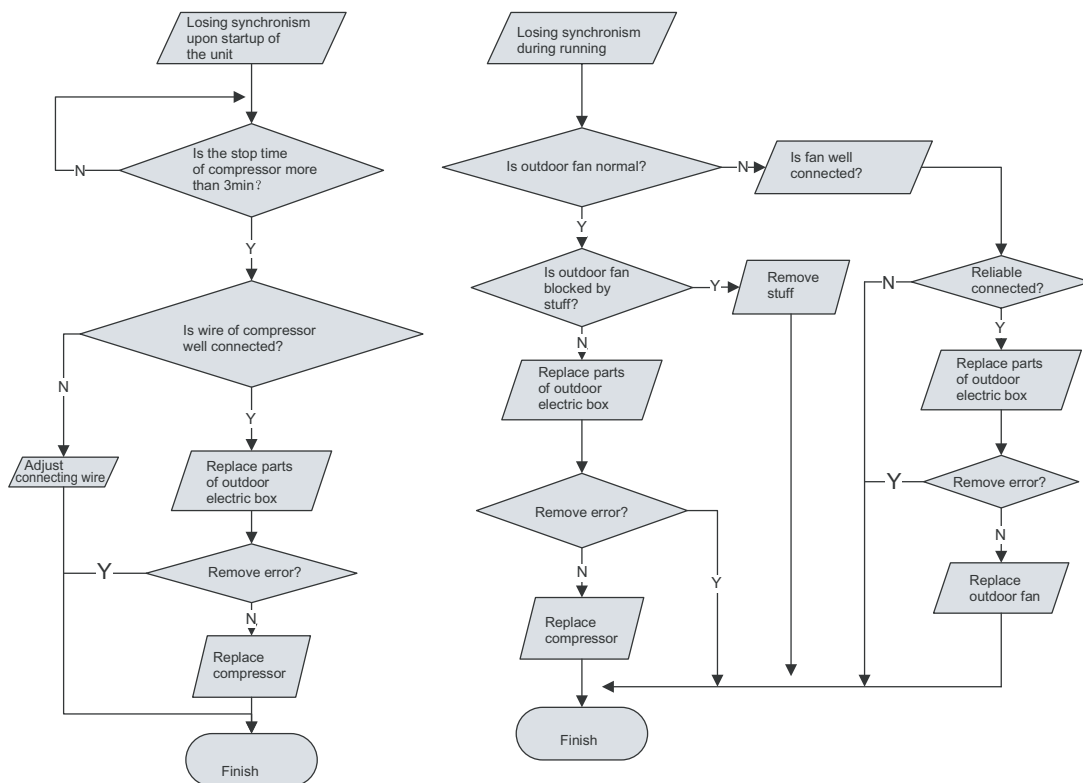 Losing synchronism
upon startup of
the unit
N
Is the stop time
of compressor more
than 3min?
Y
Is wire of compressor
well connected?
N
Y
Adjust
connecting wire
Replace parts
of outdoor
electric box
Y
Remove error?
N
Replace
compressor
Finish
Losing synchronism
during running
Is outdoor fan normal?
N
Is fan well
connected?
Y
Is outdoor fan
blocked by
stuff?
Y
Remove
stuff
N
Reliable
connected?
N
Y
Replace parts
of outdoor
electric box
Replace parts
of outdoor
electric box
Remove error?
Y
Remove error?
Y
N
N
Replace
compressor
Replace
outdoor fan
Finish